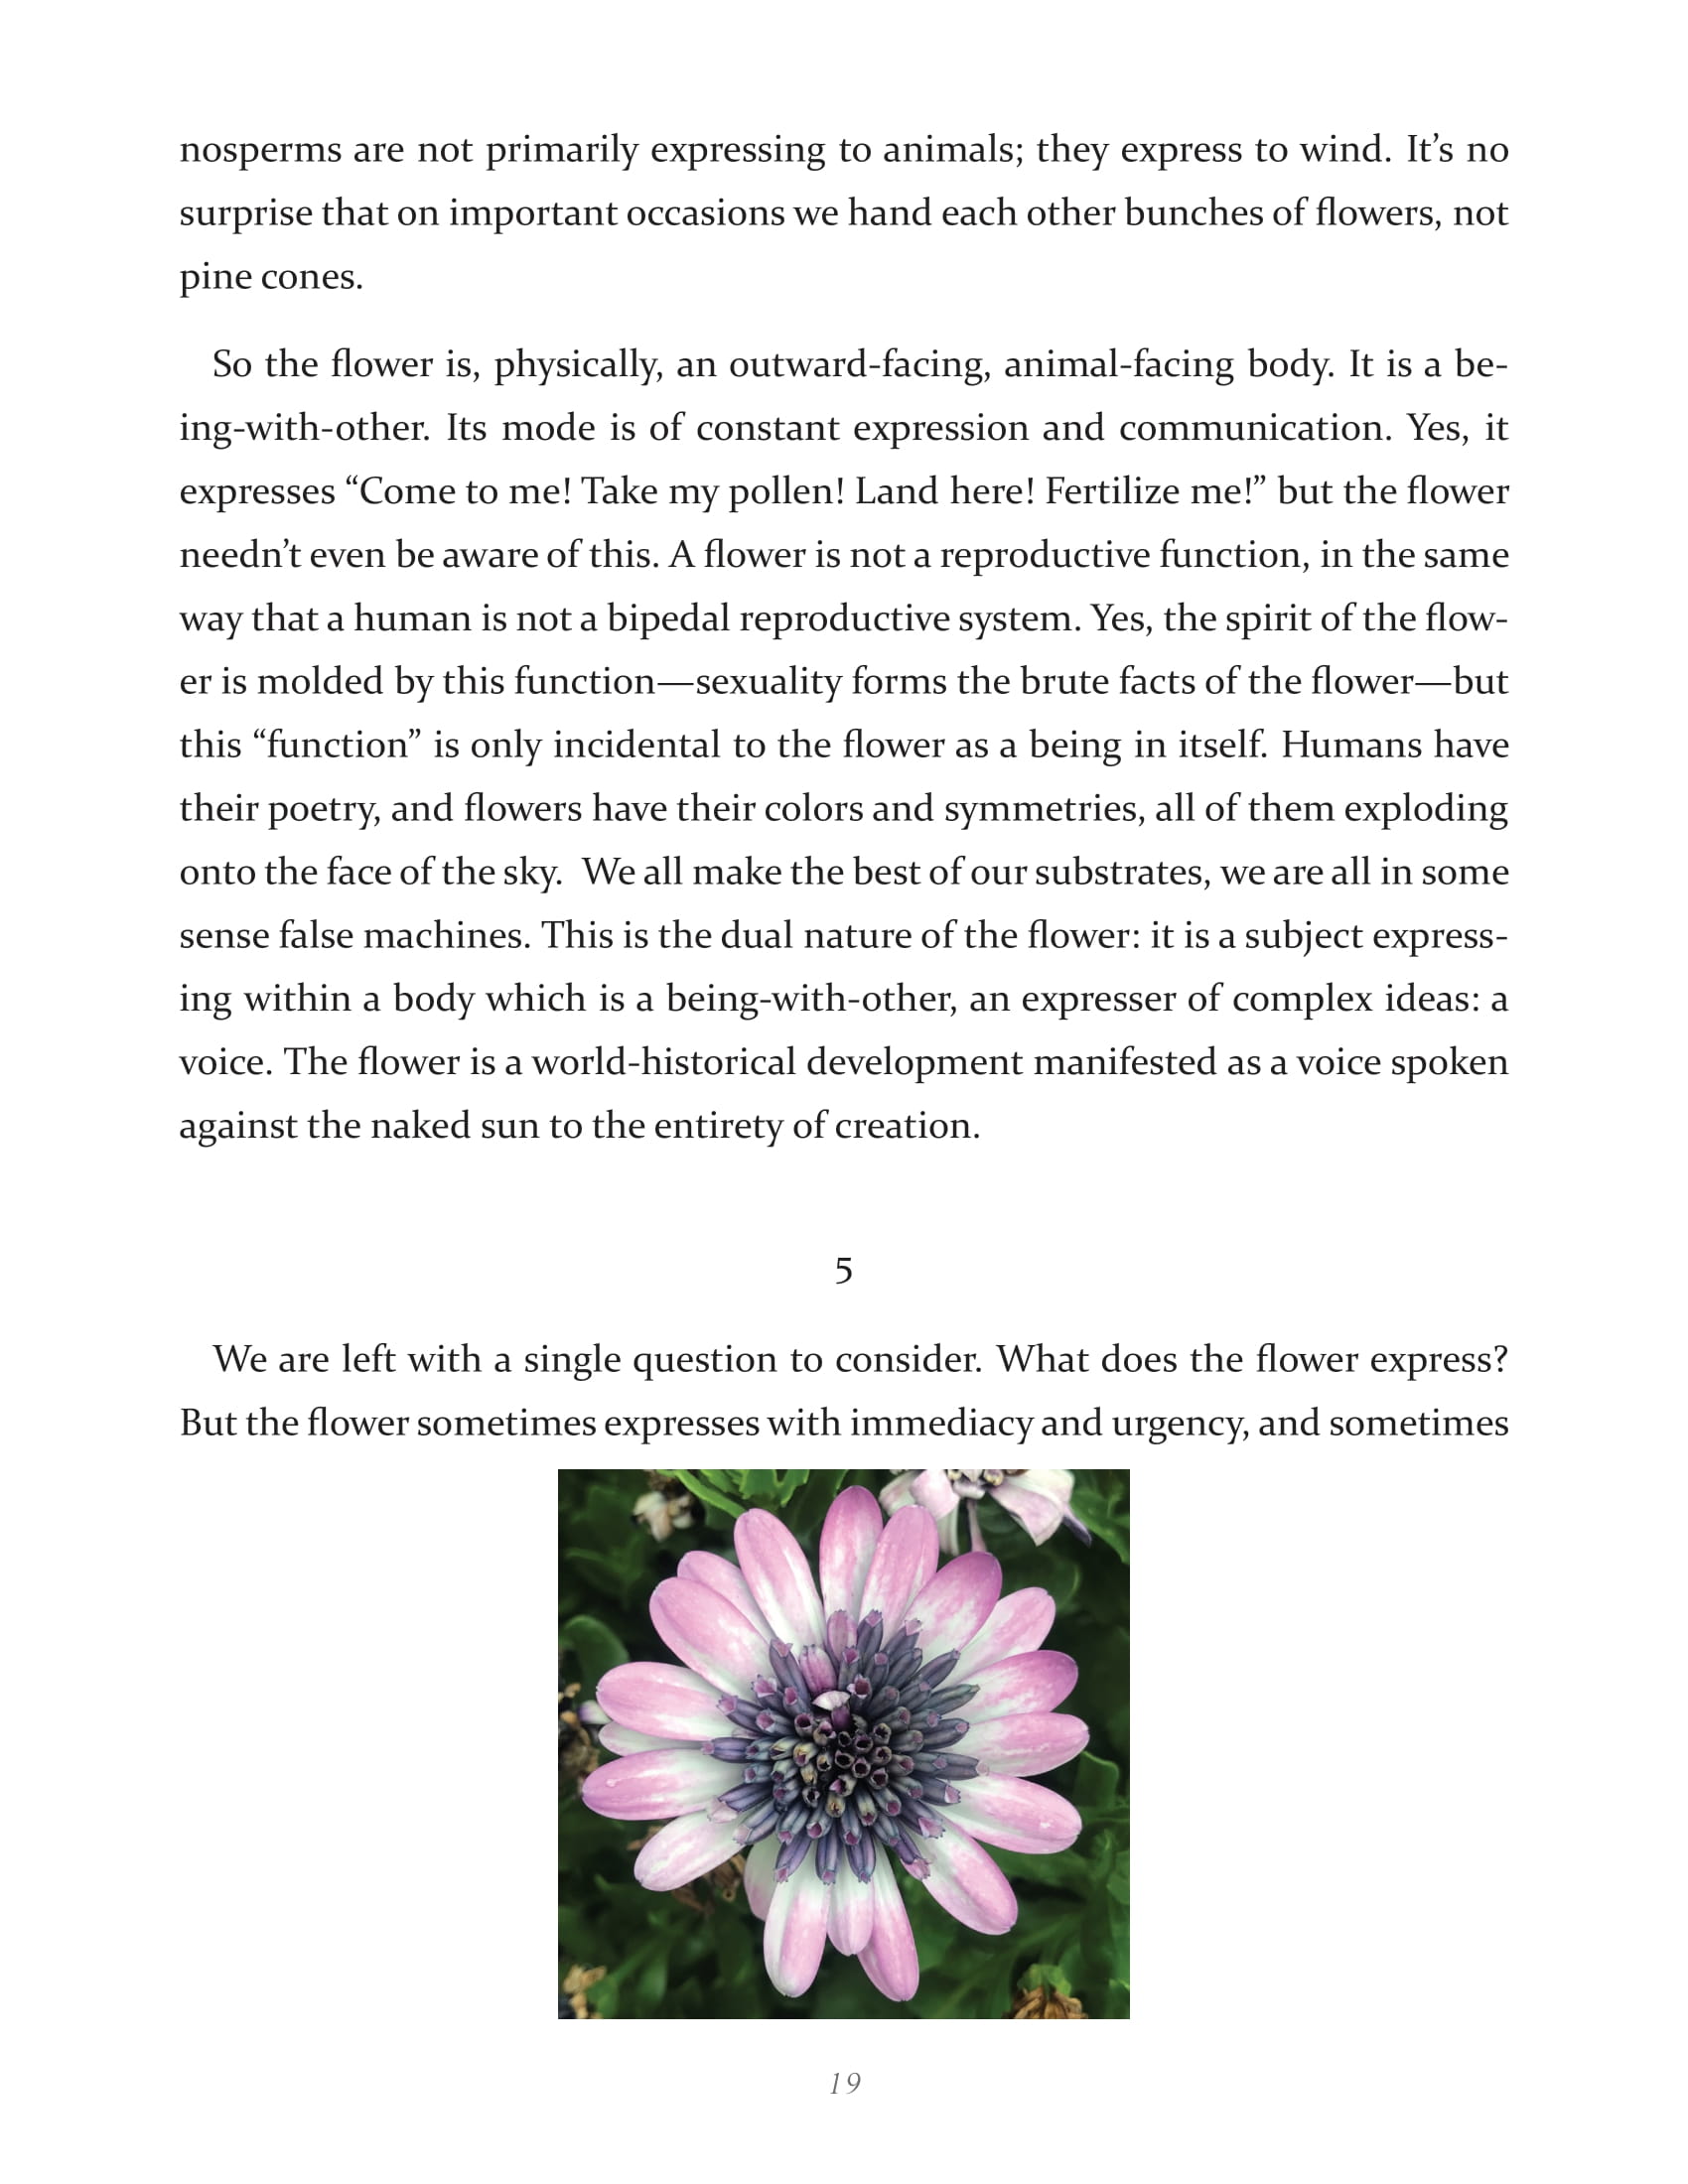 nosperms are not primarily expressing to animals; they express to wind. It’s no
surprise that on important occasions we hand each other bunches of flowers, not
pine cones.
So the flower is, physically, an outward-facing, animal-facing body. It is a be-
ing-with-other. Its mode is of constant expression and communication. Yes, it
expresses “Come to me! Take my pollen! Land here! Fertilize me!” but the flower
needn’t even be aware of this. A flower is not a reproductive function, in the same
way that a human is not a bipedal reproductive system. Yes, the spirit of the flow-
er is molded by this function—sexuality forms the brute facts of the flower—but
this “function” is only incidental to the flower as a being in itself. Humans have
their poetry, and flowers have their colors and symmetries, all of them exploding
onto the face of the sky.  We all make the best of our substrates, we are all in some
sense false machines. This is the dual nature of the flower: it is a subject express-
ing within a body which is a being-with-other, an expresser of complex ideas: a
voice. The flower is a world-historical development manifested as a voice spoken
against the naked sun to the entirety of creation.
5
We are left with a single question to consider. What does the flower express?
But the flower sometimes expresses with immediacy and urgency, and sometimes
19